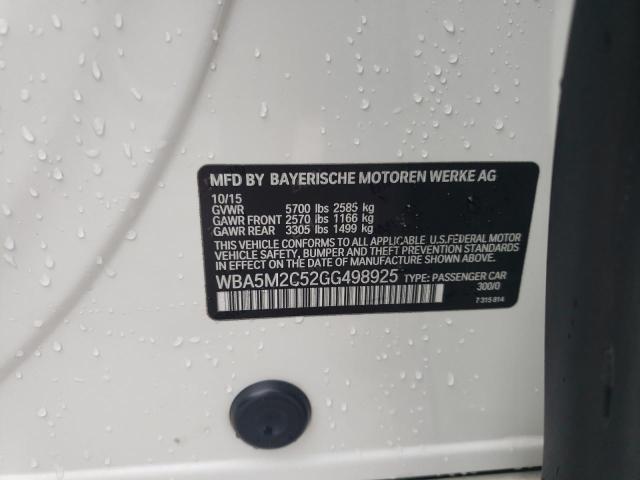 MFD BY BAYERISCHE MOTOREN WERKE AG
10/15
GVWR 5700 lbs 2585 kg
GAWR FRONT 2570 lbs 1166 kg
GAWR REAR 3305 lbs 1499 kg
THIS VEHICLE CONFORMS TO ALL APPLICABLE U.S.FEDERAL MOTOR
VEHICLE SAFETY, BUMPER AND THEFT PREVENTION STANDARDS
IN EFFECT ON THE DATE OF MANUFACTURE SHOWN ABOVE.
WBA5M2C52GG498925 TYPE: PASSENGER CAR
300/0
7 315 814